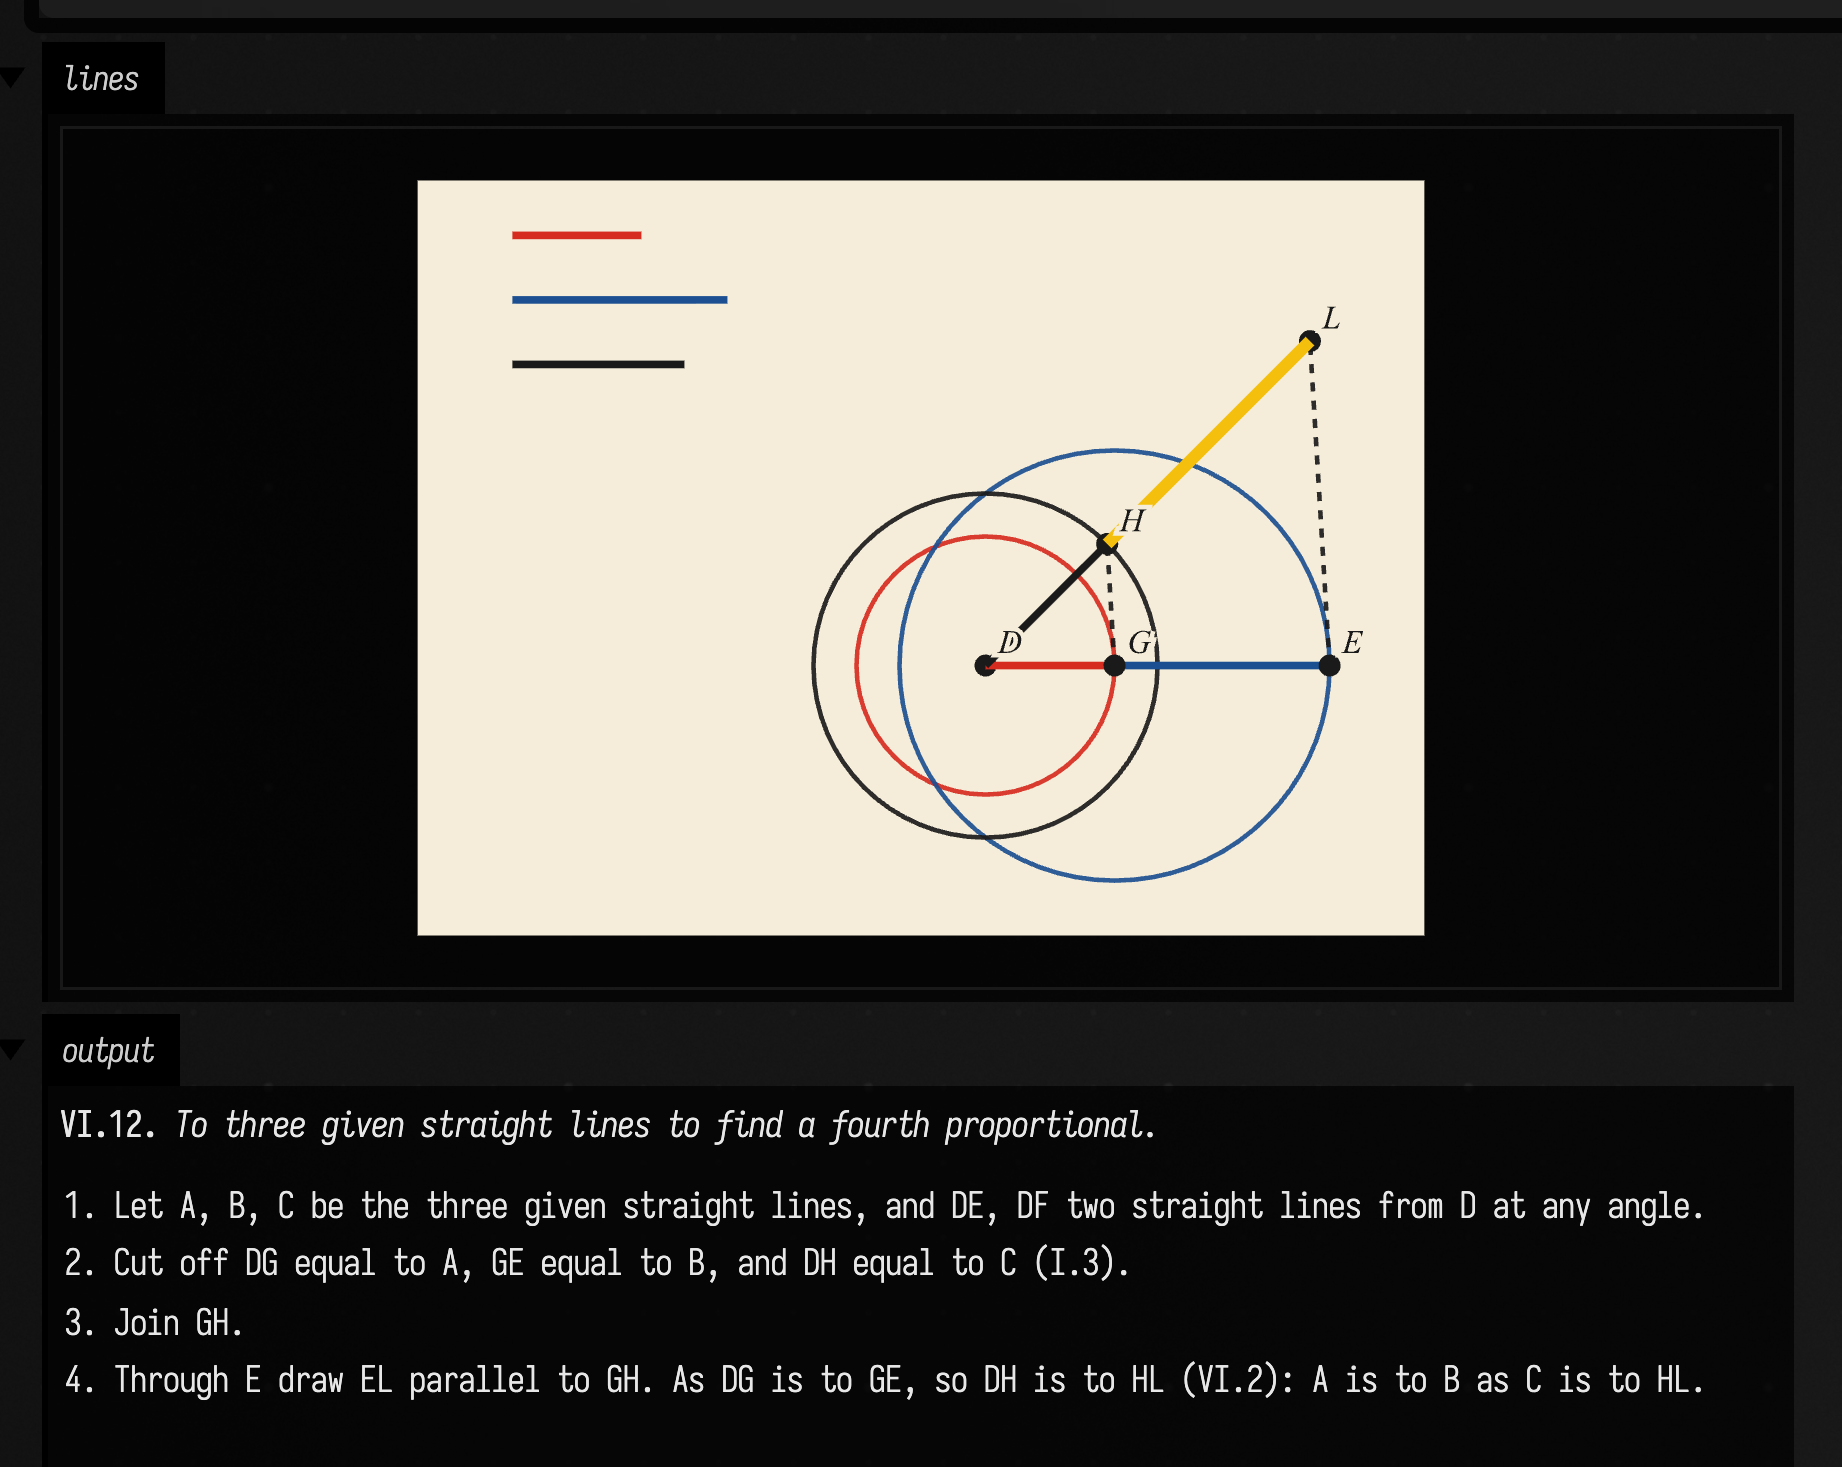 lines
L
H
D
G
E
output
VI.12. To three given straight lines to find a fourth proportional.
1. Let A, B, C be the three given straight lines, and DE, DF two straight lines from D at any angle.
2. Cut off DG equal to A, GE equal to B, and DH equal to C (I.3).
3. Join GH.
4. Through E draw EL parallel to GH. As DG is to GE, so DH is to HL (VI.2): A is to B as C is to HL.